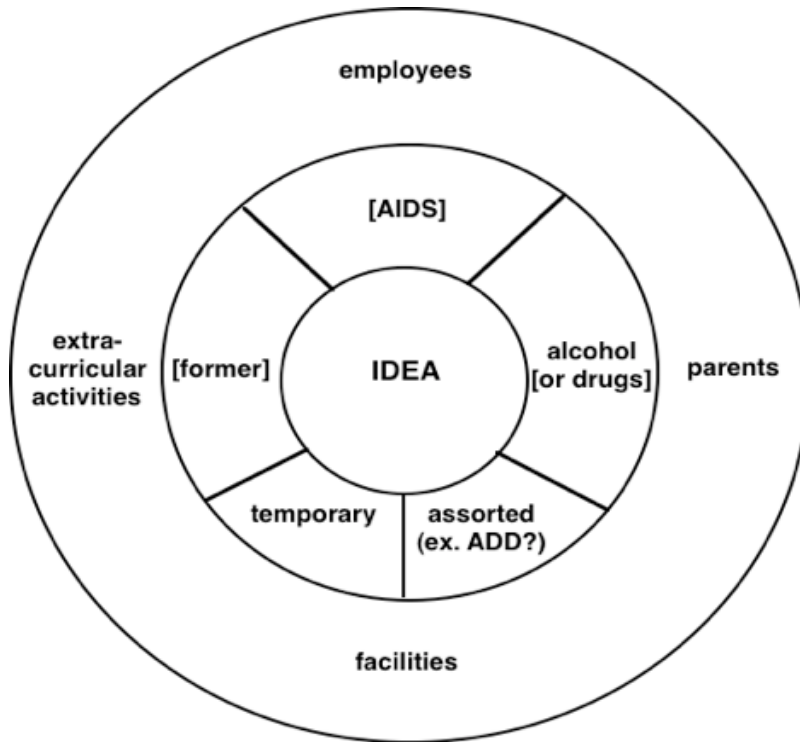 employees
[AIDS]
extra-
curricular
activities
[former]
IDEA
alcohol
[or drugs]
parents
temporary
assorted
(ex. ADD?)
facilities